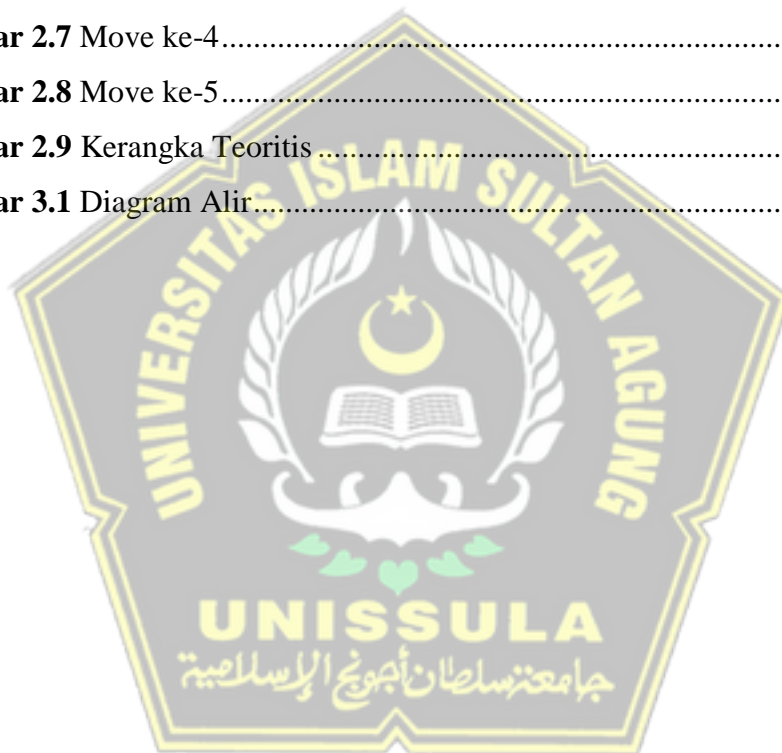 ar 2.7 Move ke-4
ar 2.8 Move ke-5
ar 2.9 Kerangka Teoritis
ar 3.1 Diagram Alir
UNIVERSITAS ISLAM SULTAN AGUNG
UNISSULA
جامعة سلطان أجونج الإسلامية